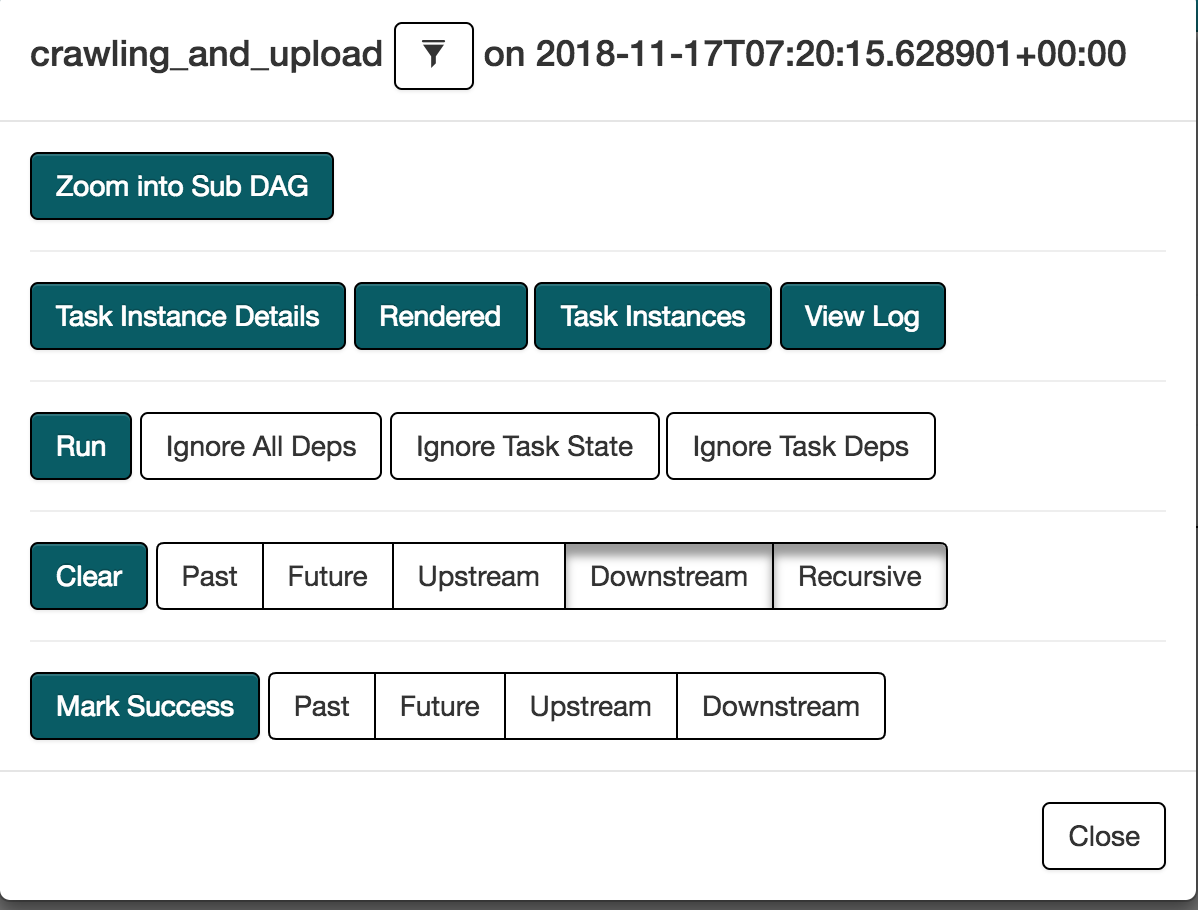 crawling_and_upload on 2018-11-17T07:20:15.628901+00:00
Zoom into Sub DAG
Task Instance Details Rendered Task Instances View Log
Run Ignore All Deps Ignore Task State Ignore Task Deps
Clear Past Future Upstream Downstream Recursive
Mark Success Past Future Upstream Downstream
Close